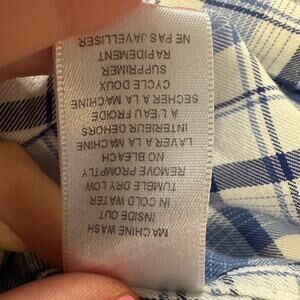 MACHINE WASH
INSIDE OUT
IN COLD WATER
TUMBLE DRY LOW
REMOVE PROMPTLY
NO BLEACH
LAVER A LA MACHINE
INTERIEUR DEHORS
A L EAU FROIDE
SECHER A LA MACHINE
CYCLE DOUX
SUPPRIMER
RAPIDEMENT
NE PAS JAVELLISER